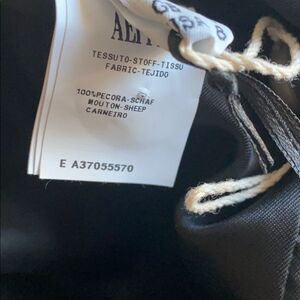 TESSUTO-STOFF-TISSU
FABRIC-TEJIDO
100%PECORA-SCHAF
MOUTON-SHEEP
CARNEIRO
E A37055570